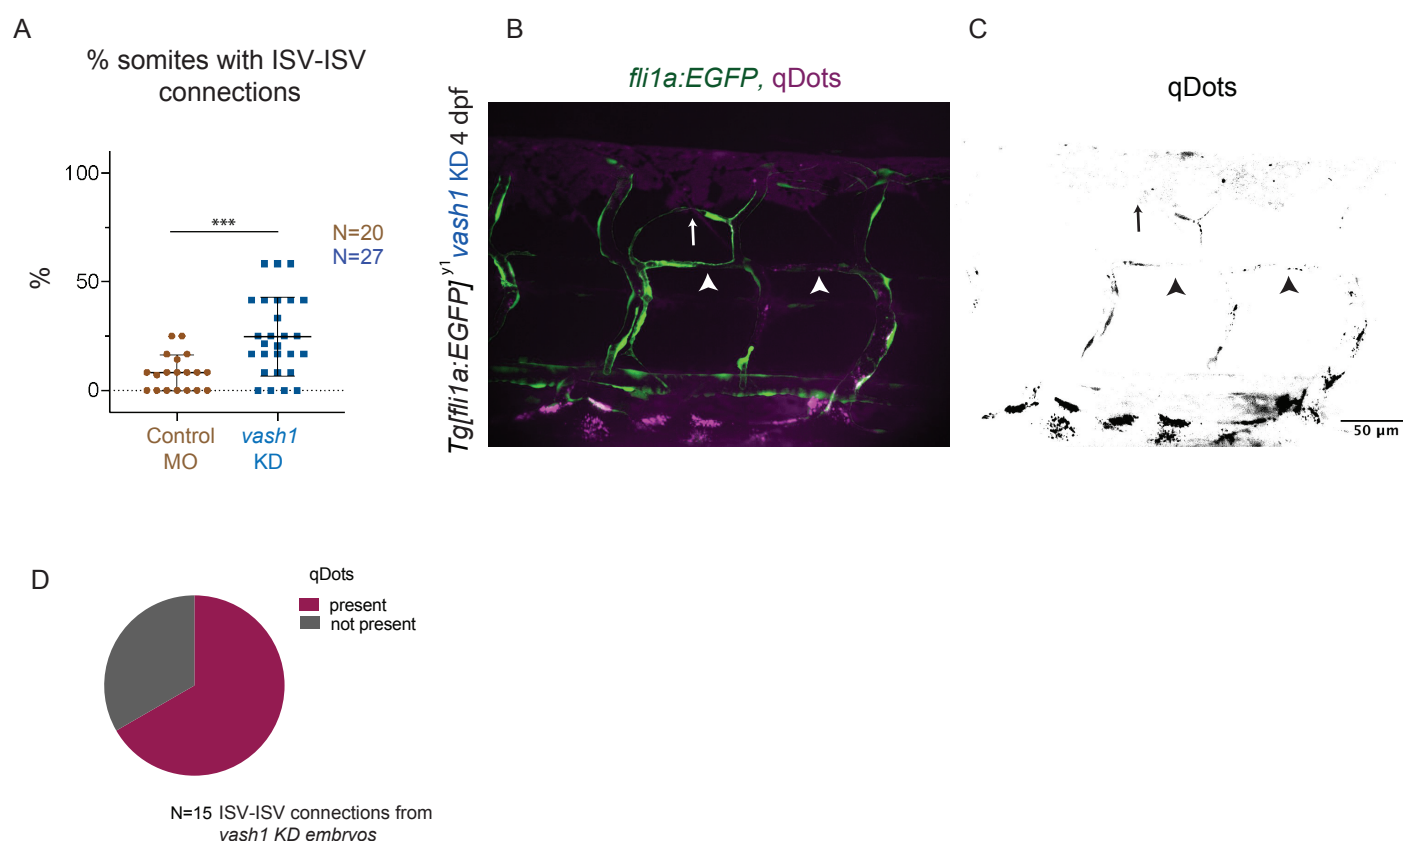 A
% somites with ISV-ISV
connections
100
50
0
%
***
N=20
N=27
Control
MO
vash1
KD
B
fli1a:EGFP, qDots
Tg[fli1a:EGFP]y1 vash1 KD 4 dpf
C
qDots
50 µm
D
qDots
present
not present
N=15 ISV-ISV connections from
vash1 KD embryos